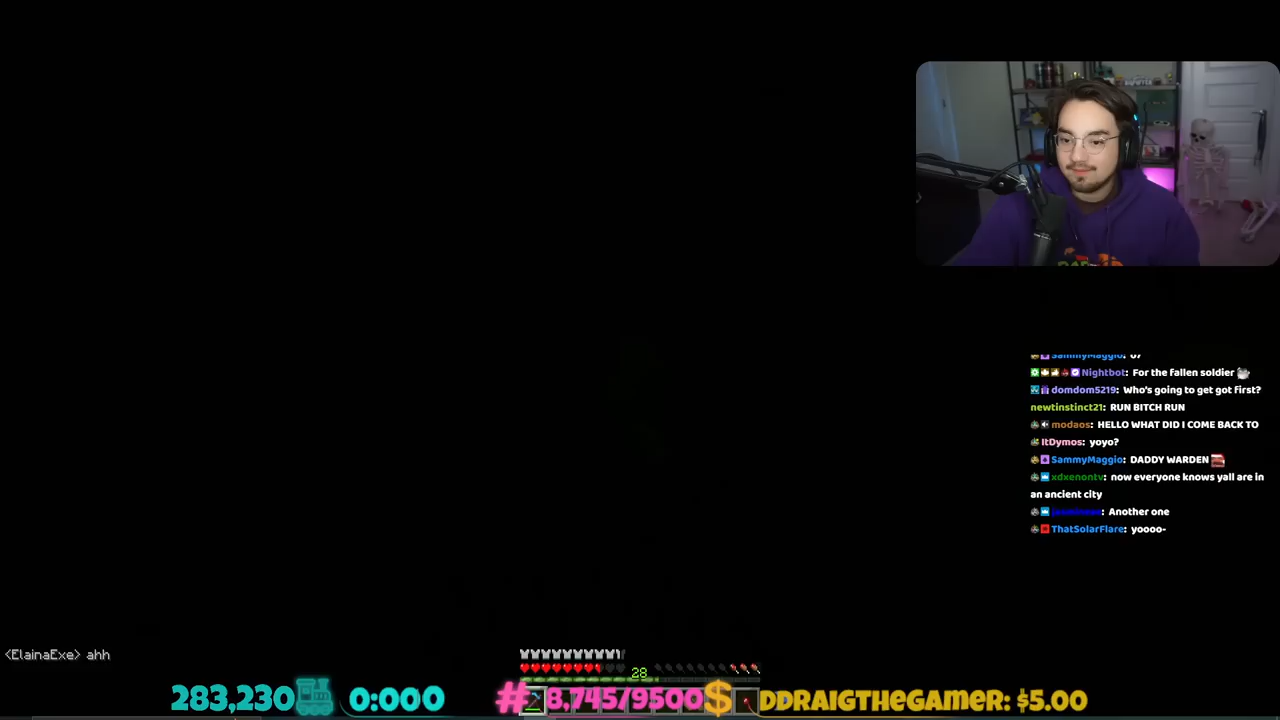 SammyMaggio: o7
Nightbot: For the fallen soldier
domdom5219: Who's going to get got first?
newtinstinct21: RUN BITCH RUN
modaos: HELLO WHAT DID I COME BACK TO
ItDymos: yoyo?
SammyMaggio: DADDY WARDEN
xdxenontv: now everyone knows yall are in
an ancient city
: Another one
ThatSolarFlare: yoooo-
<ElainaExe> ahh
28
283,230 0:000 # 8,745/9500 $ DDRAIGTHEGAMER: $5.00